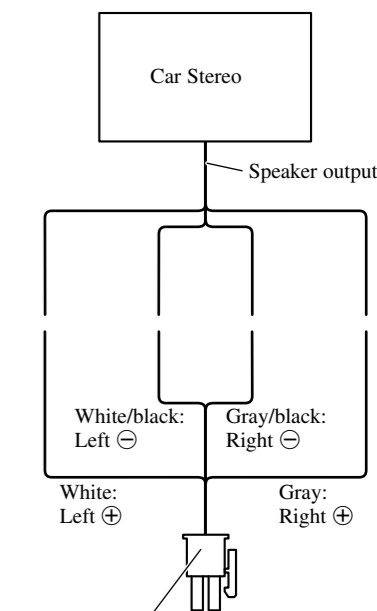 Car Stereo
Speaker output
White/black:
Left ⊖
Gray/black:
Right ⊖
White:
Left ⊕
Gray:
Right ⊕